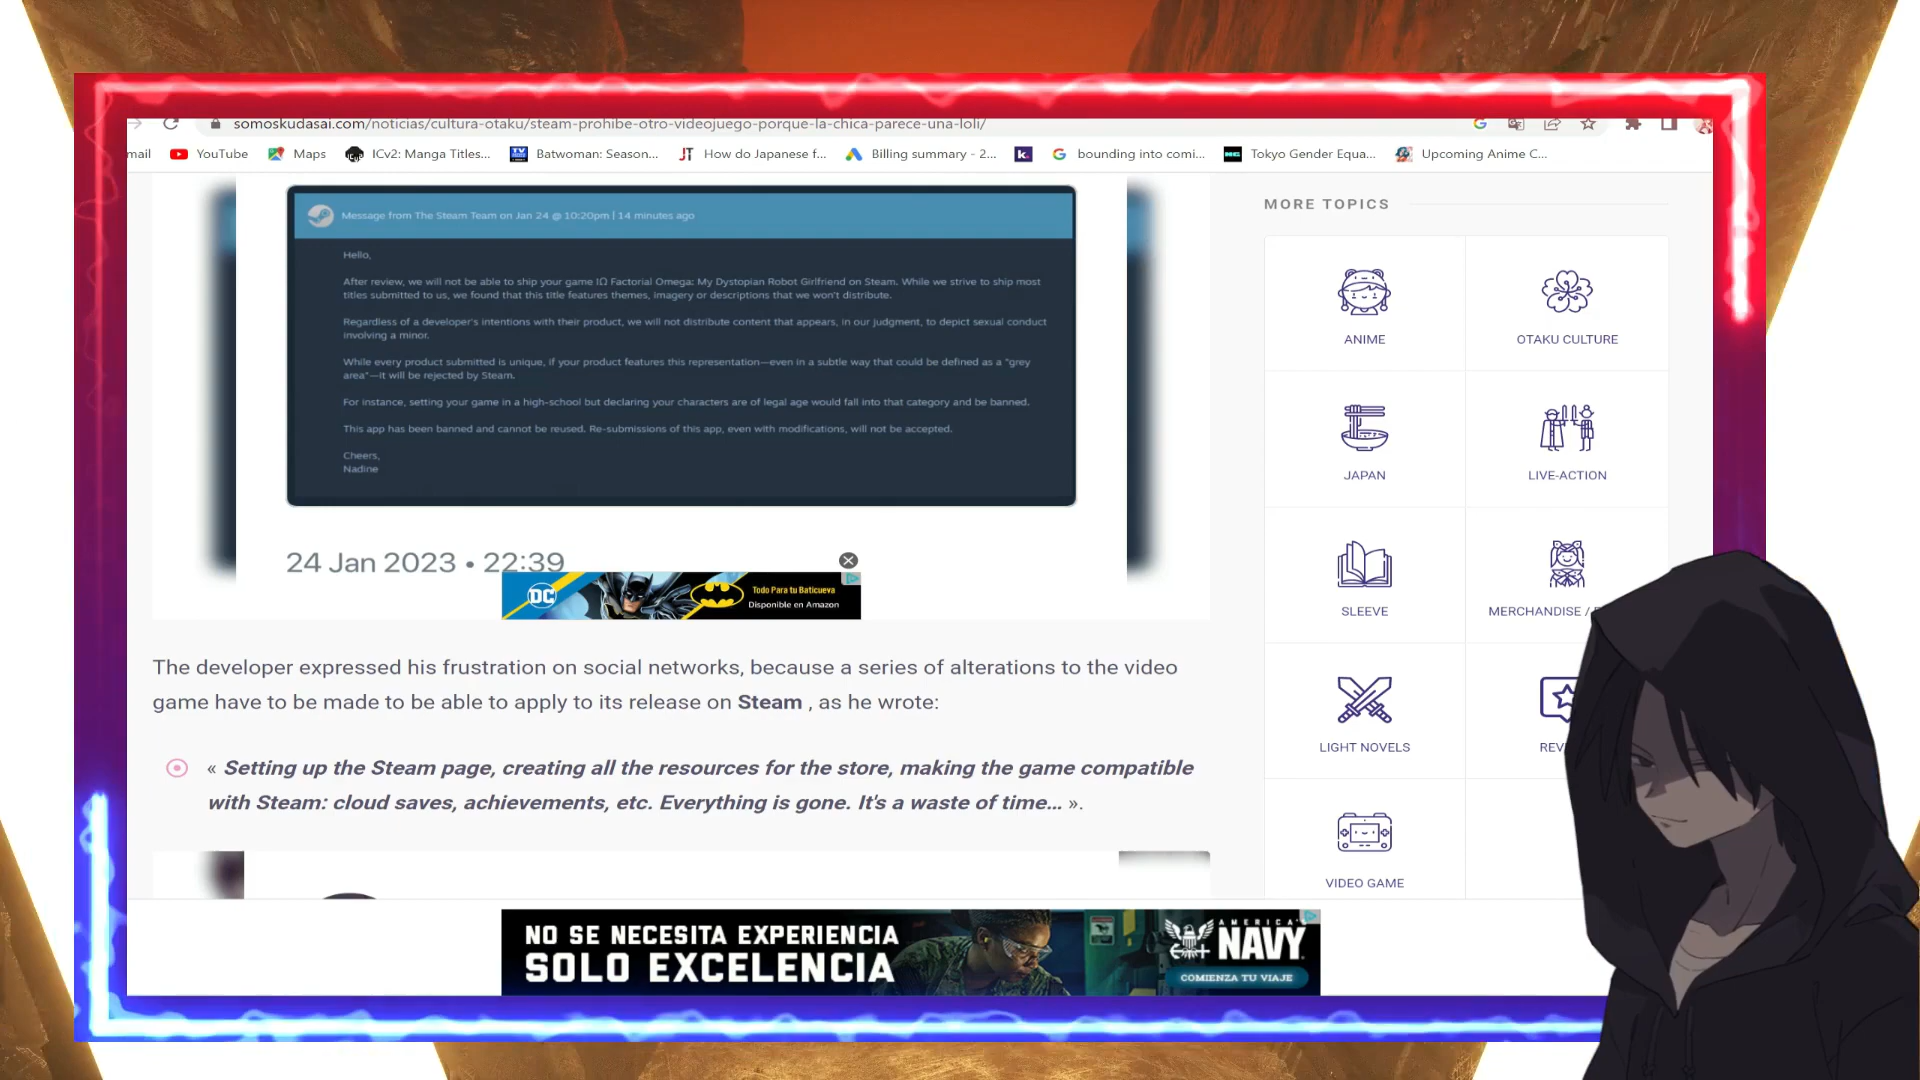 somoskudasai.com/noticias/cultura-otaku/steam-prohibe-otro-videojuego-porque-la-chica-parece-una-loli/
mail YouTube Maps ICv2: Manga Titles... Batwoman: Season... How do Japanese f... Billing summary - 2... k. bounding into comi... Tokyo Gender Equa... Upcoming Anime C...
Message from The Steam Team on Jan 24 @ 10:20pm | 14 minutes ago
Hello,
After review, we will not be able to ship your game IΩ Factorial Omega: My Dystopian Robot Girlfriend on Steam. While we strive to ship most
titles submitted to us, we found that this title features themes, imagery or descriptions that we won't distribute.
Regardless of a developer's intentions with their product, we will not distribute content that appears, in our judgment, to depict sexual conduct
involving a minor.
While every product submitted is unique, if your product features this representation—even in a subtle way that could be defined as a "grey
area"—it will be rejected by Steam.
For instance, setting your game in a high-school but declaring your characters are of legal age would fall into that category and be banned.
This app has been banned and cannot be reused. Re-submissions of this app, even with modifications, will not be accepted.
Cheers,
Nadine
24 Jan 2023 • 22:39
DC
Todo Para tu Baticueva
Disponible en Amazon
The developer expressed his frustration on social networks, because a series of alterations to the video
game have to be made to be able to apply to its release on Steam , as he wrote:
« Setting up the Steam page, creating all the resources for the store, making the game compatible
with Steam: cloud saves, achievements, etc. Everything is gone. It's a waste of time... ».
MORE TOPICS
ANIME
OTAKU CULTURE
JAPAN
LIVE-ACTION
SLEEVE
MERCHANDISE /
LIGHT NOVELS
REV
VIDEO GAME
NO SE NECESITA EXPERIENCIA
SOLO EXCELENCIA
AMERICA'S
NAVY
COMIENZA TU VIAJE